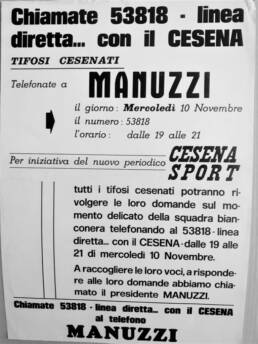 Chiamate 53818 - linea
diretta... con il CESENA
TIFOSI CESENATI
Telefonate a MANUZZI
il giorno: Mercoledì 10 Novembre
il numero: 53818
l'orario: dalle 19 alle 21
Per iniziativa del nuovo periodico CESENA
SPORT
tutti i tifosi cesenati potranno ri-
volgere le loro domande sul mo-
mento delicato della squadra bian-
conera telefonando al 53818 - linea
diretta... con il CESENA - dalle 19
alle 21 di mercoledì 10 Novembre.
A raccogliere le loro voci, a risponde-
re alle loro domande abbiamo chia-
mato il presidente MANUZZI.
Chiamate 53818 - linea diretta... con il CESENA
al telefono
MANUZZI